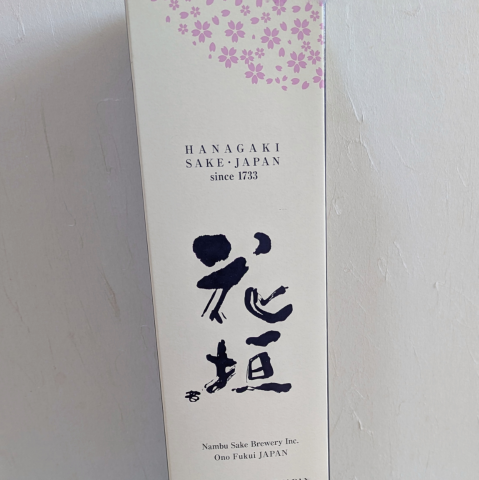 HANAGAKI
SAKE・JAPAN
since 1733
花垣
Nambu Sake Brewery Inc.
Ono Fukui JAPAN